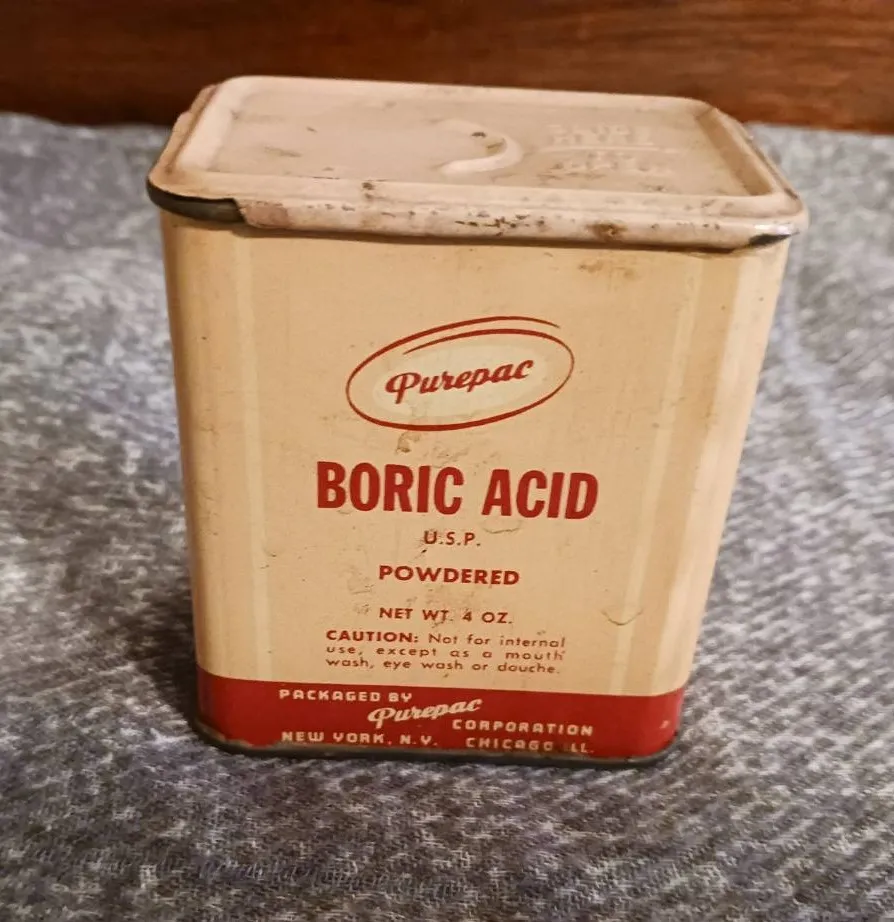 Purepac
BORIC ACID
U.S.P.
POWDERED
NET WT. 4 OZ.
CAUTION: Not for internal
use, except as a mouth
wash, eye wash or douche.
PACKAGED BY
Purepac CORPORATION
NEW YORK, N.Y. CHICAGO ILL.